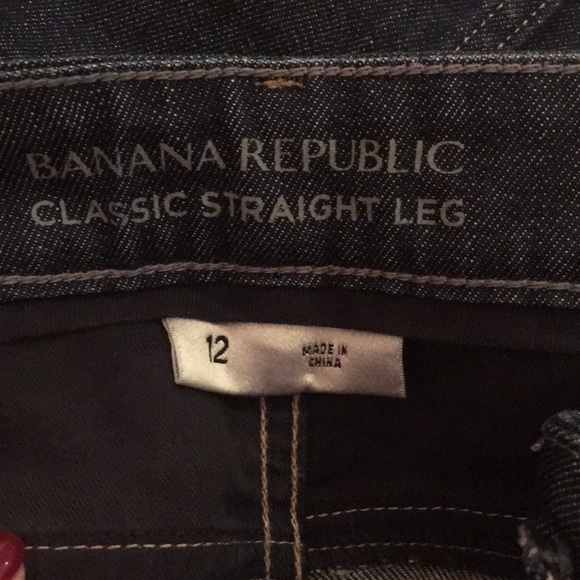 BANANA REPUBLIC
CLASSIC STRAIGHT LEG
12
MADE IN
CHINA